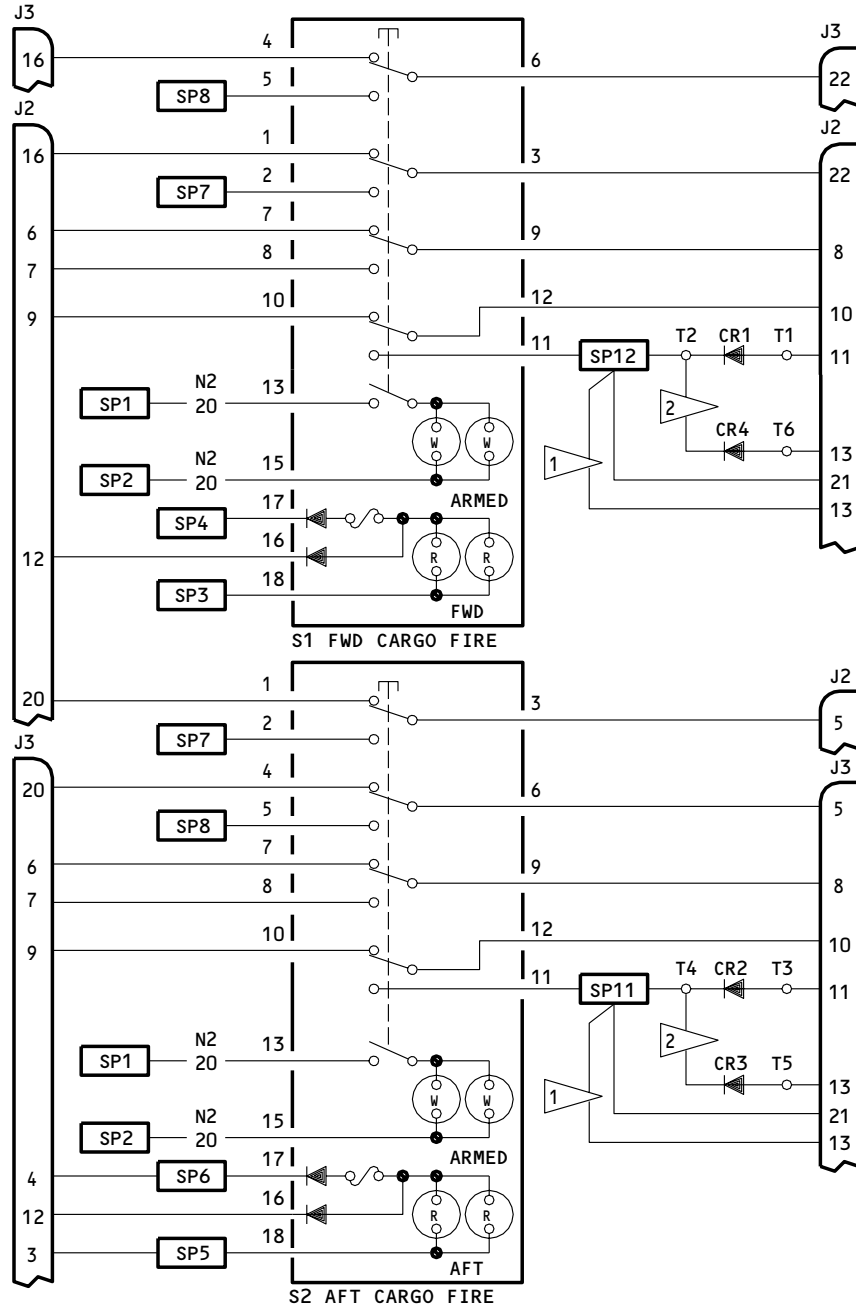 J3
16 4 6 J3
SP8 5 22
J2
16 1 3 J2
SP7 2 22
6 7 9 8
7 8
9 10 12 10
11 SP12 T2 CR1 T1 11
SP1 N2 20 13 2
CR4 T6 13
SP2 N2 20 15 W W 1 21
ARMED 13
SP4 17
12 16 R R
SP3 18
FWD
S1 FWD CARGO FIRE
20 1 3 J2
SP7 2 5
J3
20 4 6 J3
SP8 5 5
6 7 9 8
7 8
9 10 12 10
11 SP11 T4 CR2 T3 11
SP1 N2 20 13 2
CR3 T5 13
SP2 N2 20 15 W W 1 21
ARMED 13
4 SP6 17
12 16 R R
3 SP5 18
AFT
S2 AFT CARGO FIRE